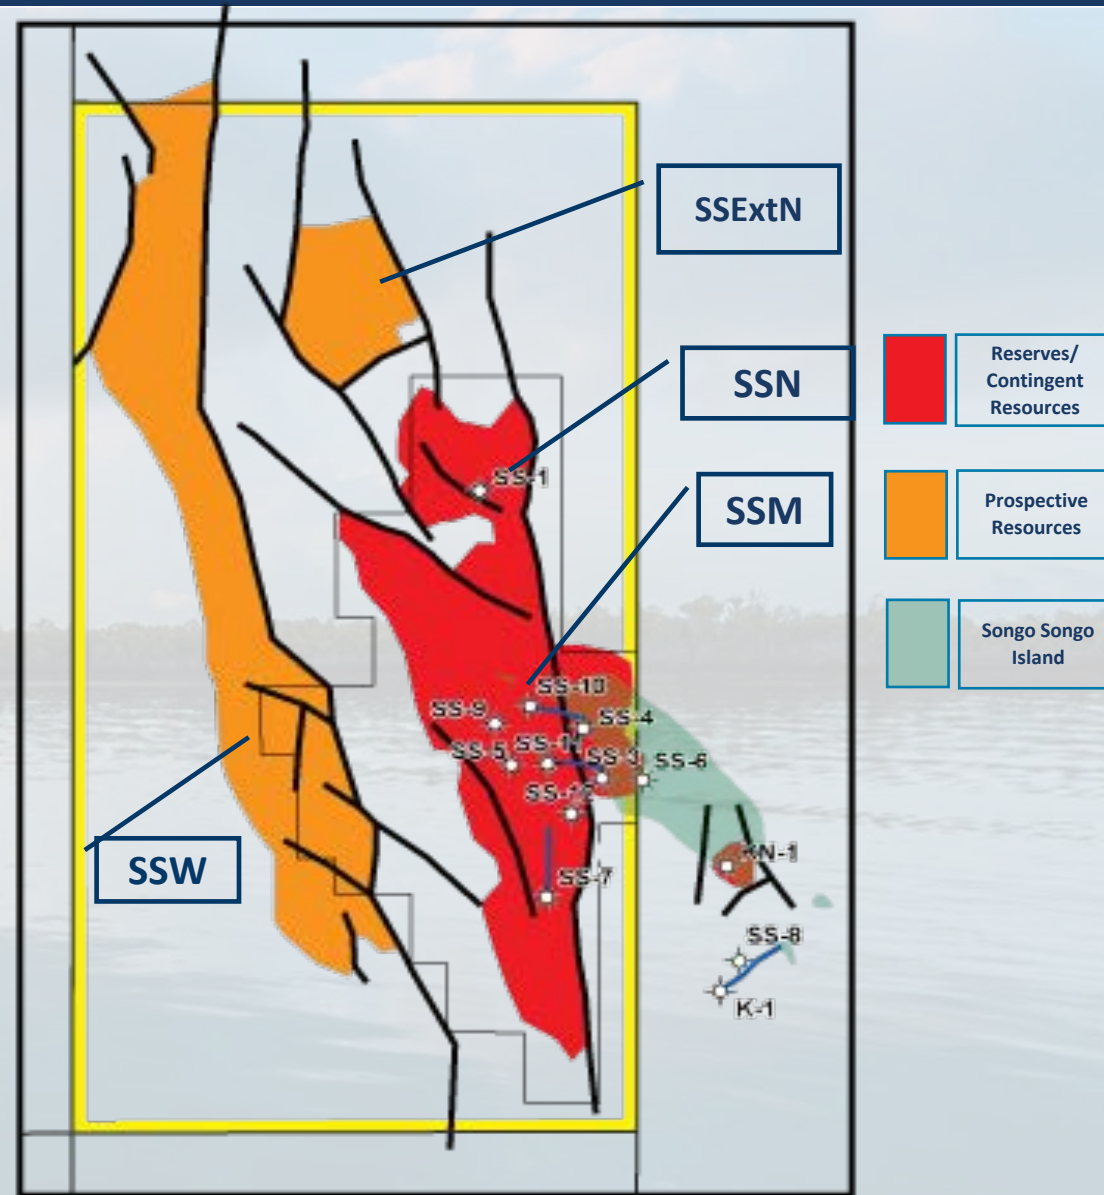 SSExtN
SSN
Reserves/
Contingent
Resources
SS-1
SSM
Prospective
Resources
Songo Songo
Island
SS-10
SS-9
SS-4
SS-5
SS-11
SS-3
SS-6
SS-12
SSW
KN-1
SS-7
SS-8
K-1